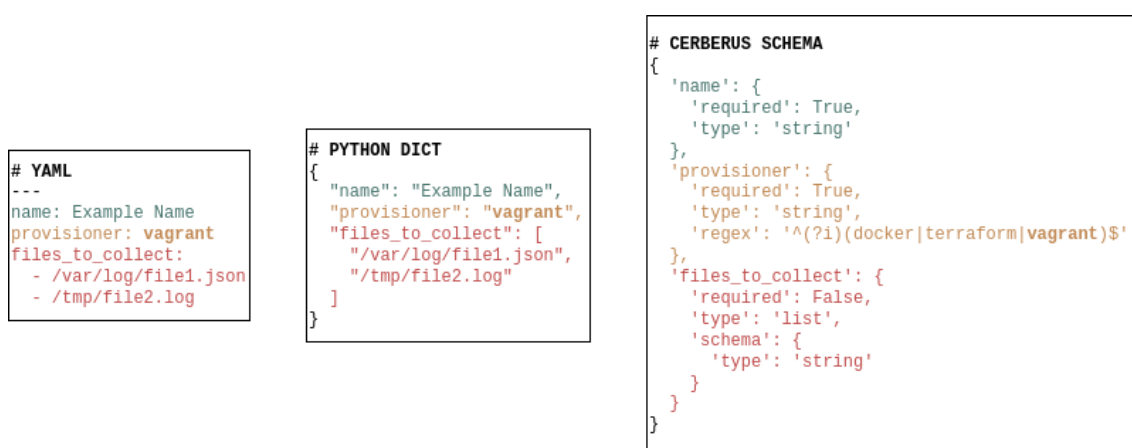 # YAML
---
name: Example Name
provisioner: vagrant
files_to_collect:
  - /var/log/file1.json
  - /tmp/file2.log
# PYTHON DICT
{
  "name": "Example Name",
  "provisioner": "vagrant",
  "files_to_collect": [
    "/var/log/file1.json",
    "/tmp/file2.log"
  ]
}
# CERBERUS SCHEMA
{
  'name': {
    'required': True,
    'type': 'string'
  },
  'provisioner': {
    'required': True,
    'type': 'string',
    'regex': '^(?i)(docker|terraform|vagrant)$'
  },
  'files_to_collect': {
    'required': False,
    'type': 'list',
    'schema': {
      'type': 'string'
    }
  }
}